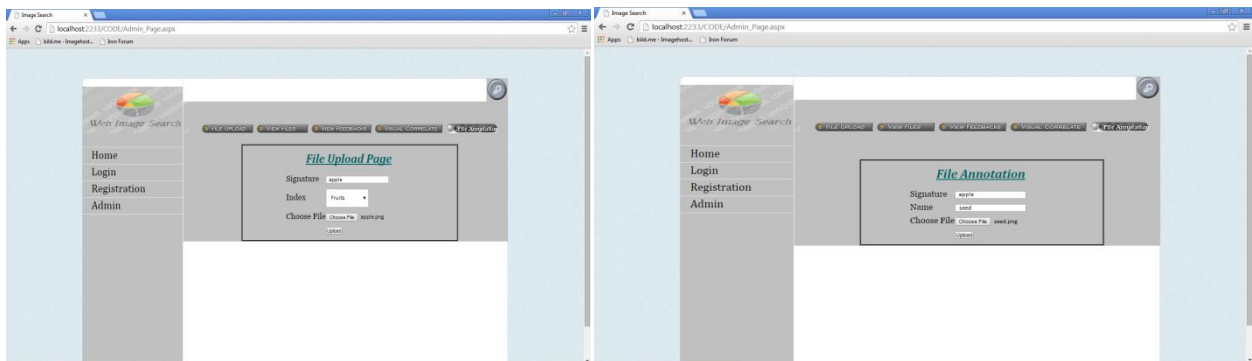 Image Search
localhost:2233/CODE/Admin_Page.aspx
Apps bild.me - Imagehost... Iron Forum
Web Image Search
FILE UPLOAD VIEW FILES VIEW FEEDBACKS VISUAL CORRELATE File Annotation
Home
Login
Registration
Admin
File Upload Page
Signature apple
Index Fruits
Choose File Choose File apple.png
Upload
Image Search
localhost:2233/CODE/Admin_Page.aspx
Apps bild.me - Imagehost... Iron Forum
Web Image Search
FILE UPLOAD VIEW FILES VIEW FEEDBACKS VISUAL CORRELATE File Annotation
Home
Login
Registration
Admin
File Annotation
Signature apple
Name seed
Choose File Choose File seed.png
Upload